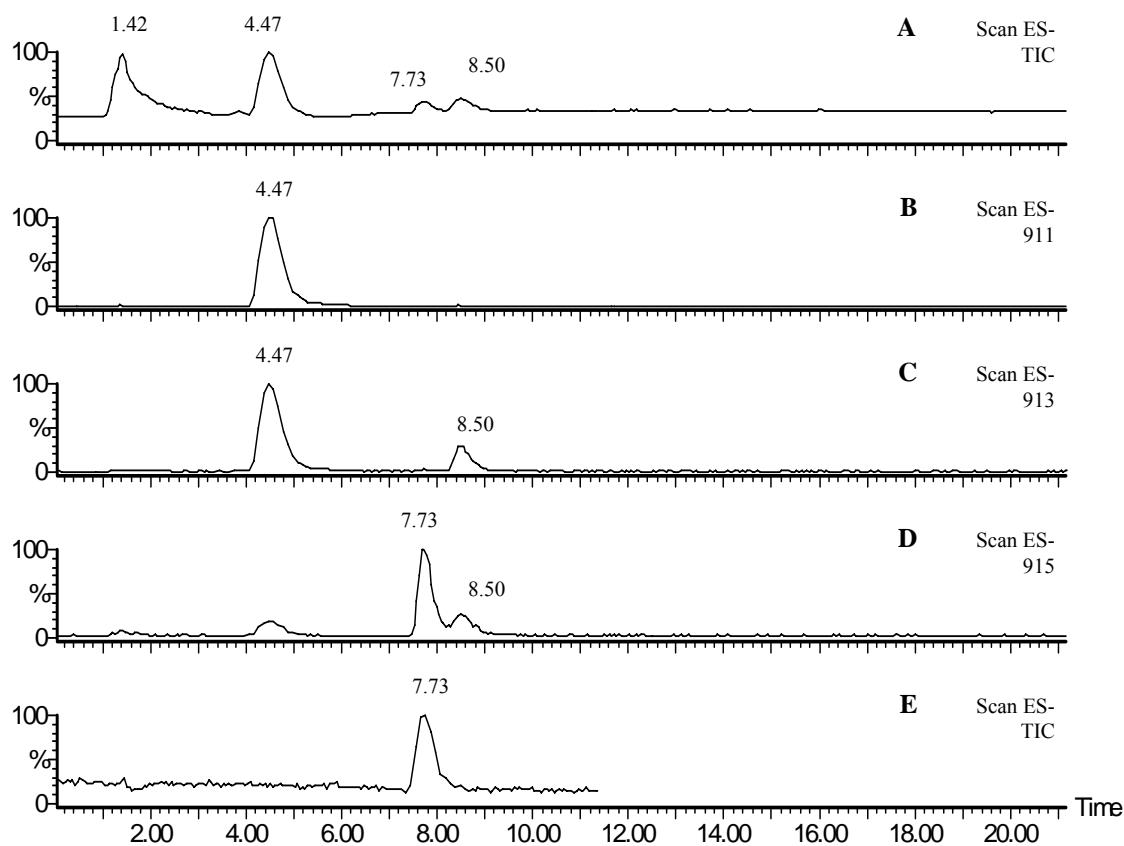 1.42 4.47 7.73 8.50 A Scan ES-
TIC
100
%
0
4.47 B Scan ES-
911
100
%
0
4.47 8.50 C Scan ES-
913
100
%
0
7.73 8.50 D Scan ES-
915
100
%
0
7.73 E Scan ES-
TIC
100
%
0
Time
2.00 4.00 6.00 8.00 10.00 12.00 14.00 16.00 18.00 20.00